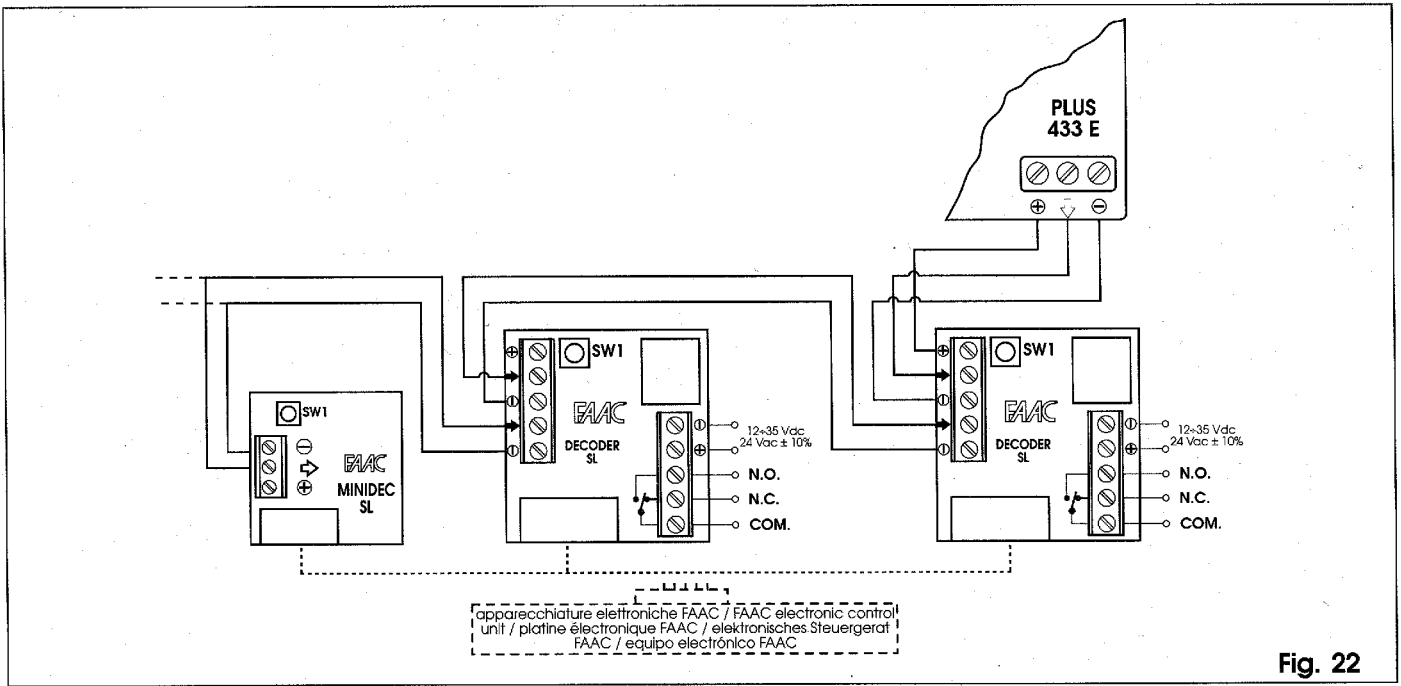 PLUS
433 E
SW1
FAAC
DECODER
SL
12÷35 Vdc
24 Vac ± 10%
N.O.
N.C.
COM.
SW1
FAAC
DECODER
SL
12÷35 Vdc
24 Vac ± 10%
N.O.
N.C.
COM.
SW1
FAAC
MINIDEC
SL
apparecchiature elettroniche FAAC / FAAC electronic control
unit / platine électronique FAAC / elektronisches Steuergerat
FAAC / equipo electrónico FAAC
Fig. 22